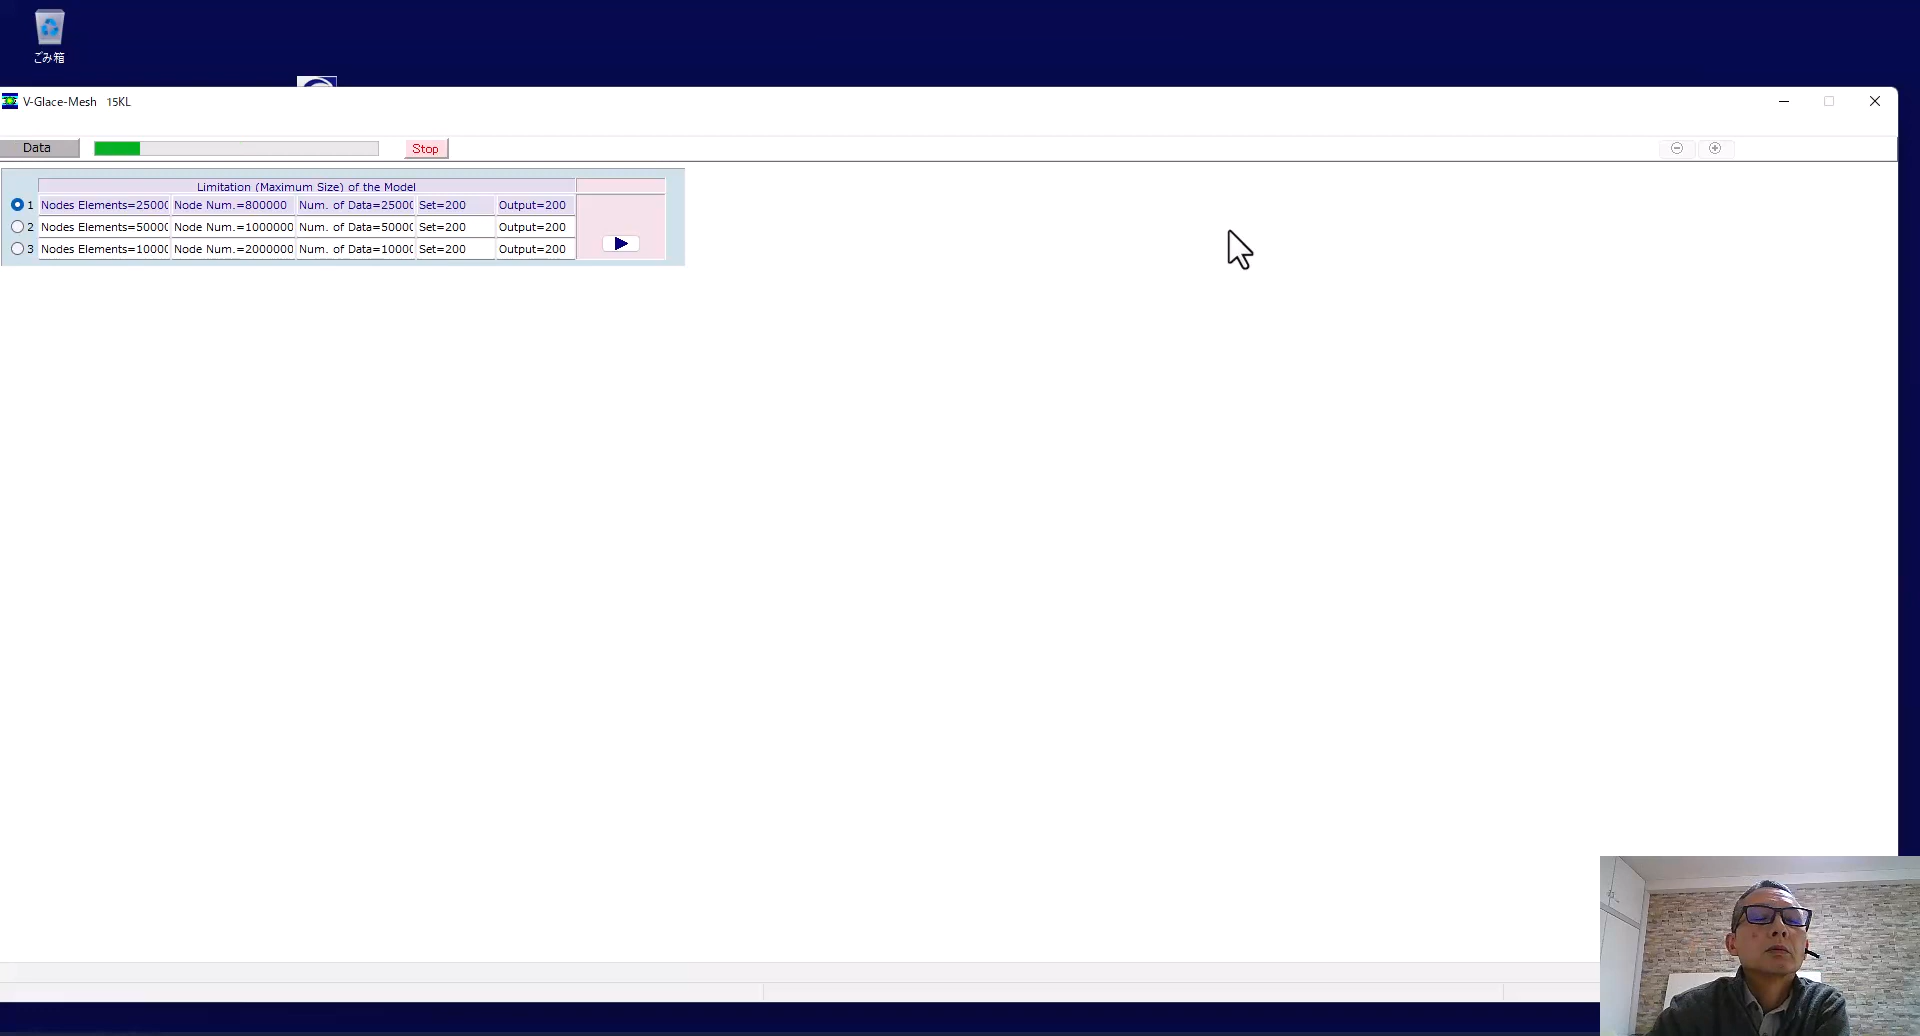 ごみ箱
V-Glace-Mesh 15KL
Data Stop
Limitation (Maximum Size) of the Model
1 Nodes Elements=25000 Node Num.=800000 Num. of Data=25000 Set=200 Output=200
2 Nodes Elements=50000 Node Num.=1000000 Num. of Data=50000 Set=200 Output=200
3 Nodes Elements=10000 Node Num.=2000000 Num. of Data=10000 Set=200 Output=200